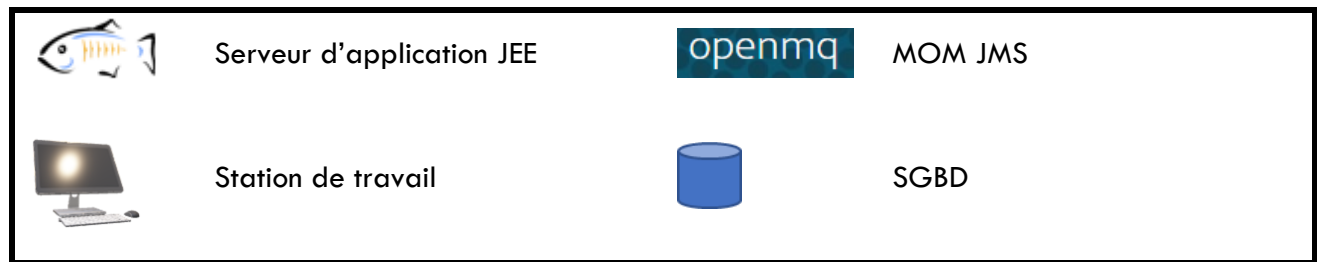 Serveur d’application JEE
openmq
MOM JMS
Station de travail
SGBD